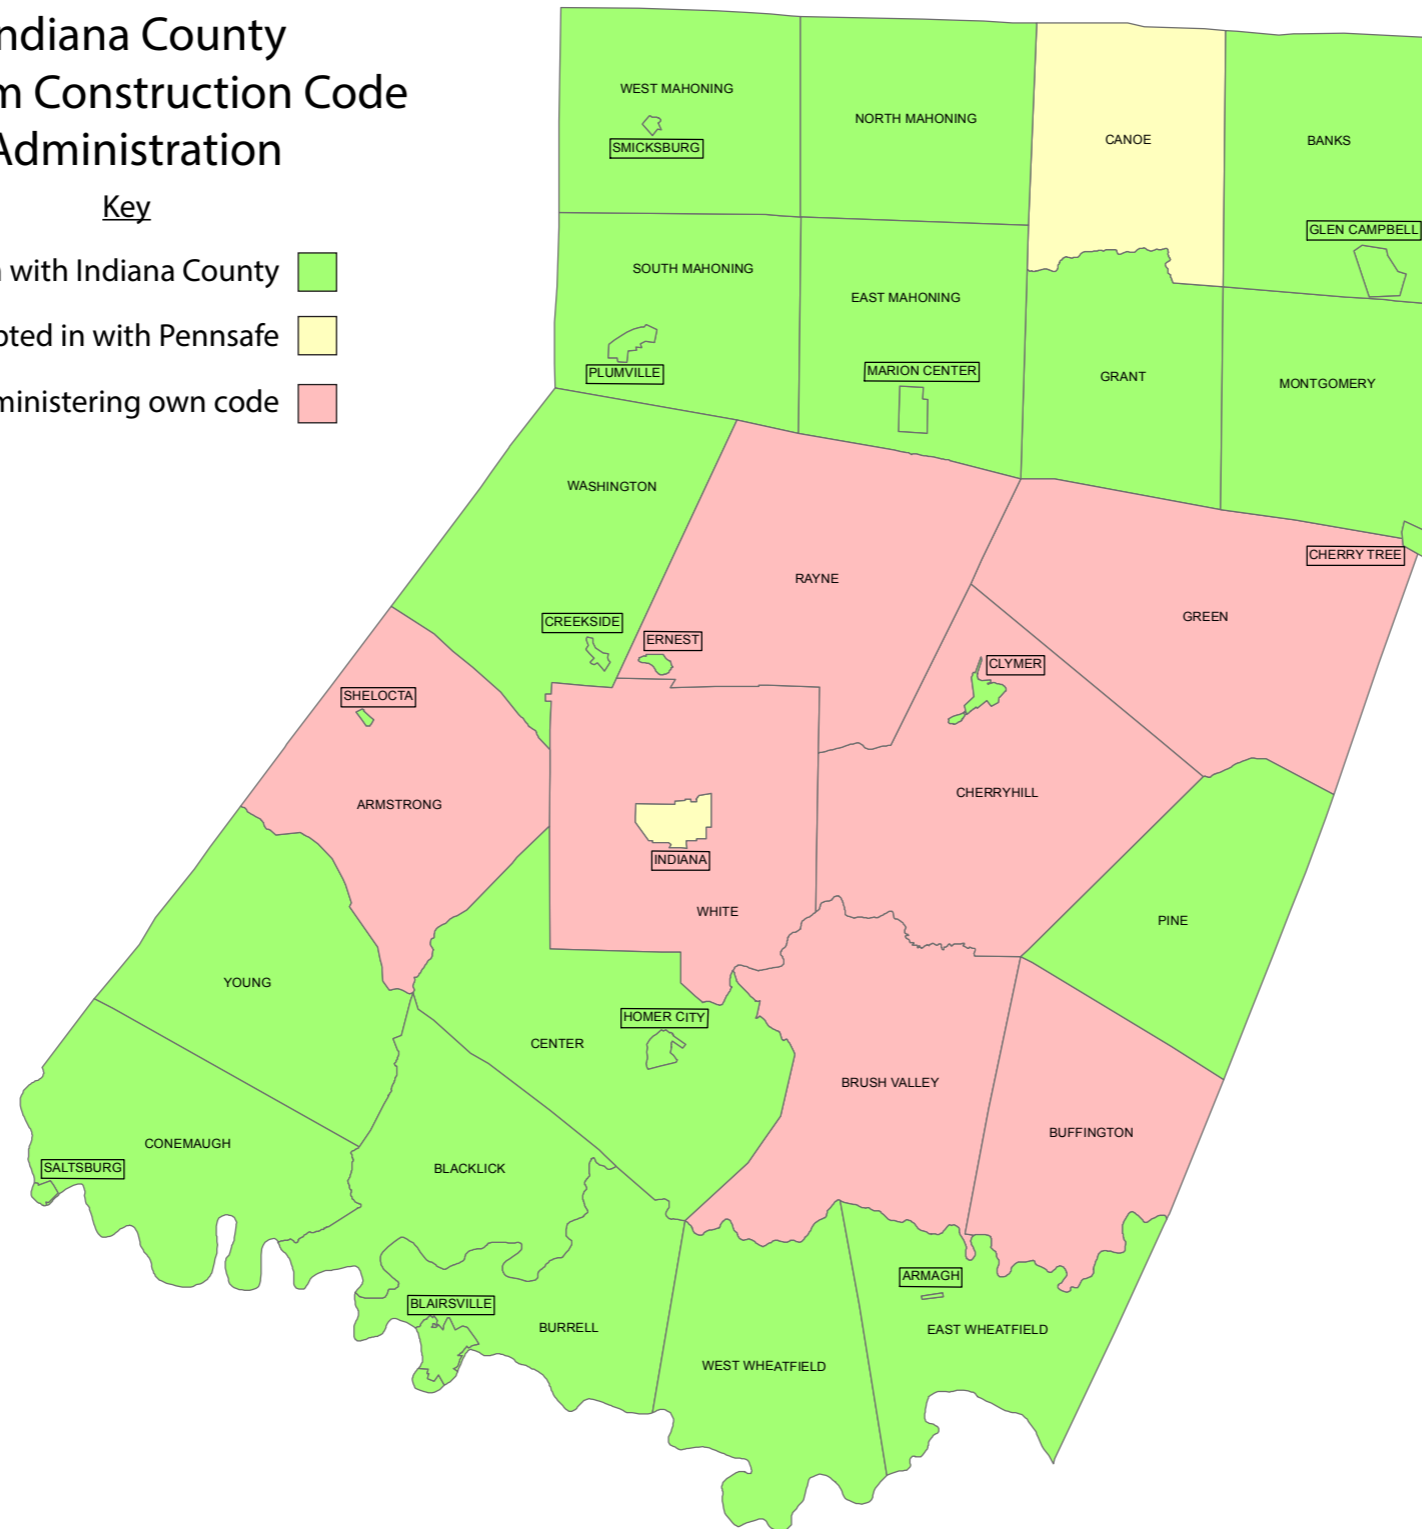 ndiana County
m Construction Code
Administration
Key
with Indiana County
pted in with Pennsafe
ministering own code
WEST MAHONING
SMICKSBURG
NORTH MAHONING
CANOE
BANKS
GLEN CAMPBELL
SOUTH MAHONING
EAST MAHONING
PLUMVILLE
MARION CENTER
GRANT
MONTGOMERY
WASHINGTON
CHERRY TREE
RAYNE
GREEN
CREEKSIDE
ERNEST
CLYMER
SHELOCTA
ARMSTRONG
CHERRYHILL
INDIANA
WHITE
PINE
YOUNG
HOMER CITY
CENTER
BRUSH VALLEY
BUFFINGTON
CONEMAUGH
SALTSBURG
BLACKLICK
ARMAGH
BLAIRSVILLE
BURRELL
EAST WHEATFIELD
WEST WHEATFIELD